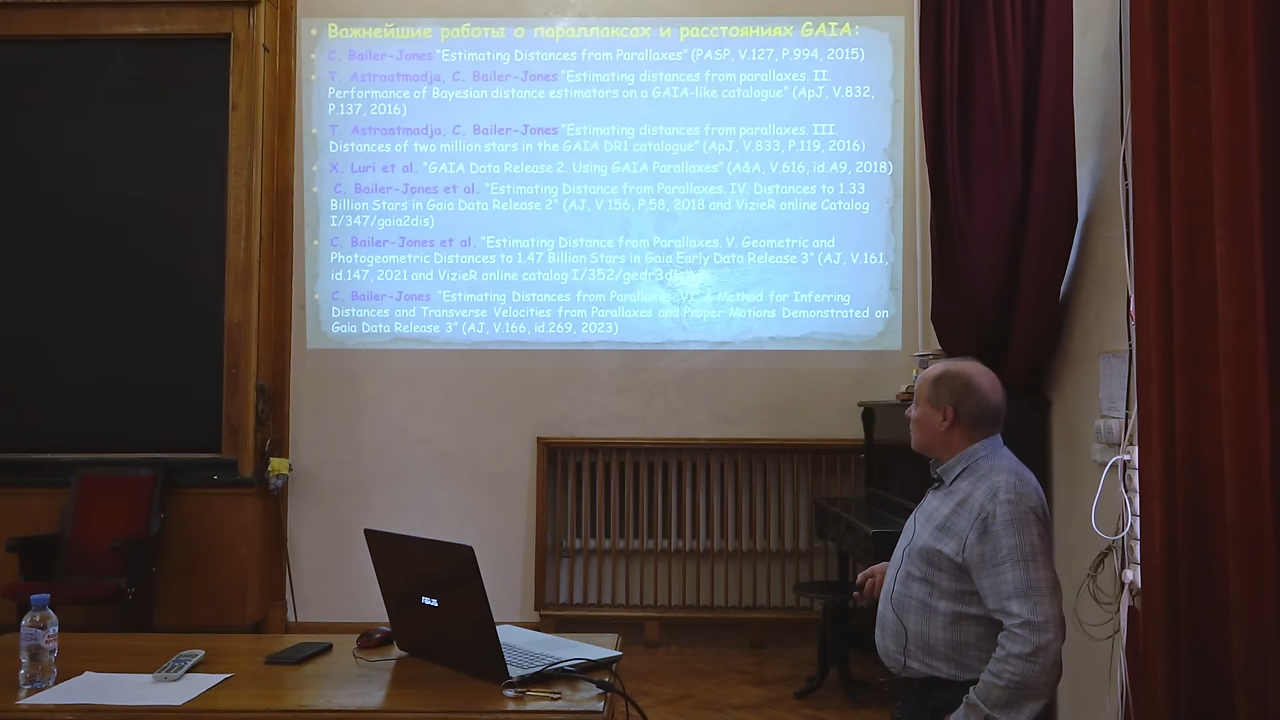 Важнейшие работы о параллаксах и расстояниях GAIA:
C. Bailer-Jones "Estimating Distances from Parallaxes" (PASP, V.127, P.994, 2015)
T. Astraatmadja, C. Bailer-Jones "Estimating distances from parallaxes. II.
Performance of Bayesian distance estimators on a GAIA-like catalogue" (ApJ, V.832,
P.137, 2016)
T. Astraatmadja, C. Bailer-Jones "Estimating distances from parallaxes. III.
Distances of two million stars in the GAIA DR1 catalogue" (ApJ, V.833, P.119, 2016)
X. Luri et al. "GAIA Data Release 2. Using GAIA Parallaxes" (A&A, V.616, id.A9, 2018)
C. Bailer-Jones et al. "Estimating Distance from Parallaxes. IV. Distances to 1.33
Billion Stars in Gaia Data Release 2" (AJ, V.156, P.58, 2018 and VizieR online Catalog
I/347/gaia2dis)
C. Bailer-Jones et al. "Estimating Distance from Parallaxes. V. Geometric and
Photogeometric Distances to 1.47 Billion Stars in Gaia Early Data Release 3" (AJ, V.161,
id.147, 2021 and VizieR online catalog
C. Bailer-Jones "Estimating Distances from Method for Inferring
Distances and Transverse Velocities from Parallaxes and Proper Motions Demonstrated on
Gaia Data Release 3" (AJ, V.166, id.269, 2023)
ASUS